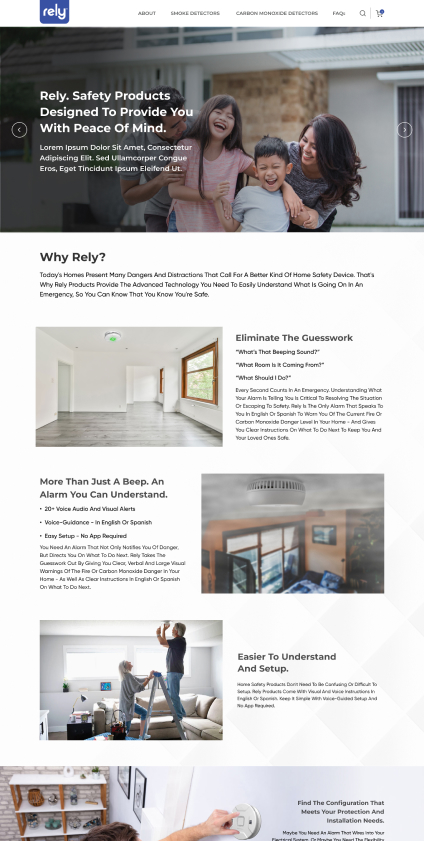 rely
ABOUT SMOKE DETECTORS CARBON MONOXIDE DETECTORS FAQs
Rely. Safety Products
Designed To Provide You
With Peace Of Mind.
Lorem Ipsum Dolor Sit Amet, Consectetur
Adipiscing Elit. Sed Ullamcorper Congue
Eros, Eget Tincidunt Ipsum Eleifend Ut.
Why Rely?
Today's Homes Present Many Dangers And Distractions That Call For A Better Kind Of Home Safety Device. That's
Why Rely Products Provide The Advanced Technology You Need To Easily Understand What Is Going On In An
Emergency, So You Can Know That You Know You're Safe.
Eliminate The Guesswork
"What's That Beeping Sound?"
"What Room Is It Coming From?"
"What Should I Do?"
Every Second Counts In An Emergency. Understanding What
Your Alarm Is Telling You Is Critical To Resolving The Situation
Or Escaping To Safety. Rely Is The Only Alarm That Speaks To
You In English Or Spanish To Warn You Of The Current Fire Or
Carbon Monoxide Danger Level In Your Home - And Gives
You Clear Instructions On What To Do Next To Keep You And
Your Loved Ones Safe.
More Than Just A Beep. An
Alarm You Can Understand.
• 20+ Voice Audio And Visual Alerts
• Voice-Guidance - In English Or Spanish
• Easy Setup - No App Required
You Need An Alarm That Not Only Notifies You Of Danger,
But Directs You On What To Do Next. Rely Takes The
Guesswork Out By Giving You Clear, Verbal And Large Visual
Warnings Of The Fire Or Carbon Monoxide Danger In Your
Home - As Well As Clear Instructions In English Or Spanish
On What To Do Next.
Easier To Understand
And Setup.
Home Safety Products Don't Need To Be Confusing Or Difficult To
Setup. Rely Products Come With Visual And Voice Instructions In
English Or Spanish. Keep It Simple With Voice-Guided Setup And
No App Required.
Find The Configuration That
Meets Your Protection And
Installation Needs.
Maybe You Need An Alarm That Wires Into Your
Electrical System, Or Maybe You Need The Flexibility